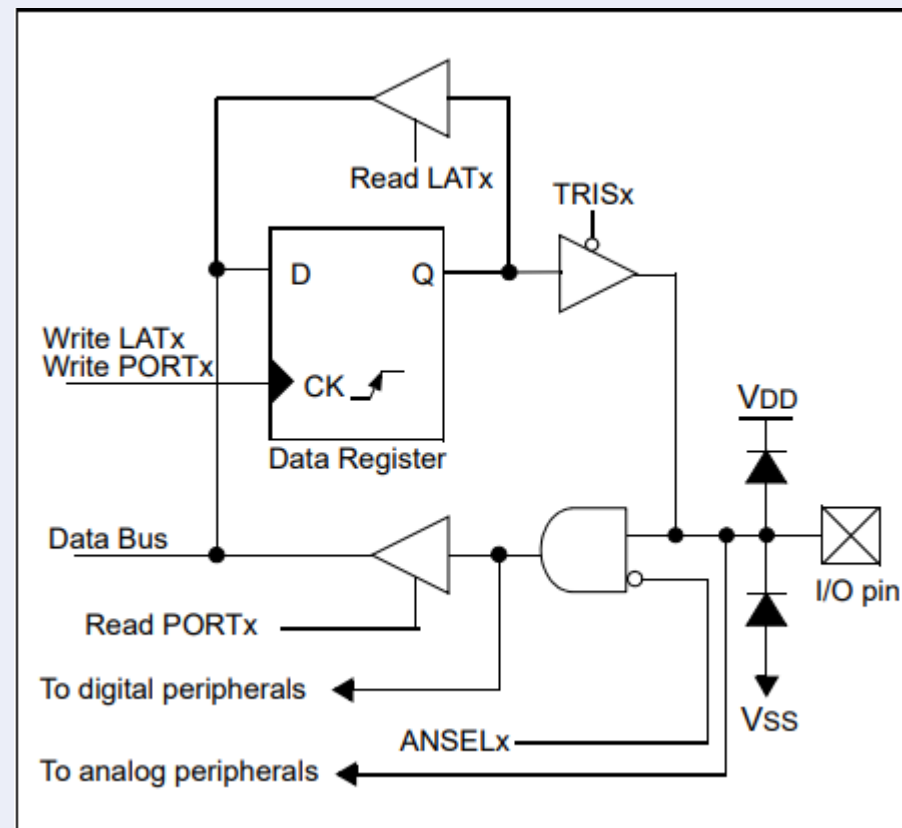 Read LATx
TRISx
D
Q
Write LATx
Write PORTx
CK
VDD
Data Register
Data Bus
I/O pin
Read PORTx
To digital peripherals
VSS
ANSELx
To analog peripherals